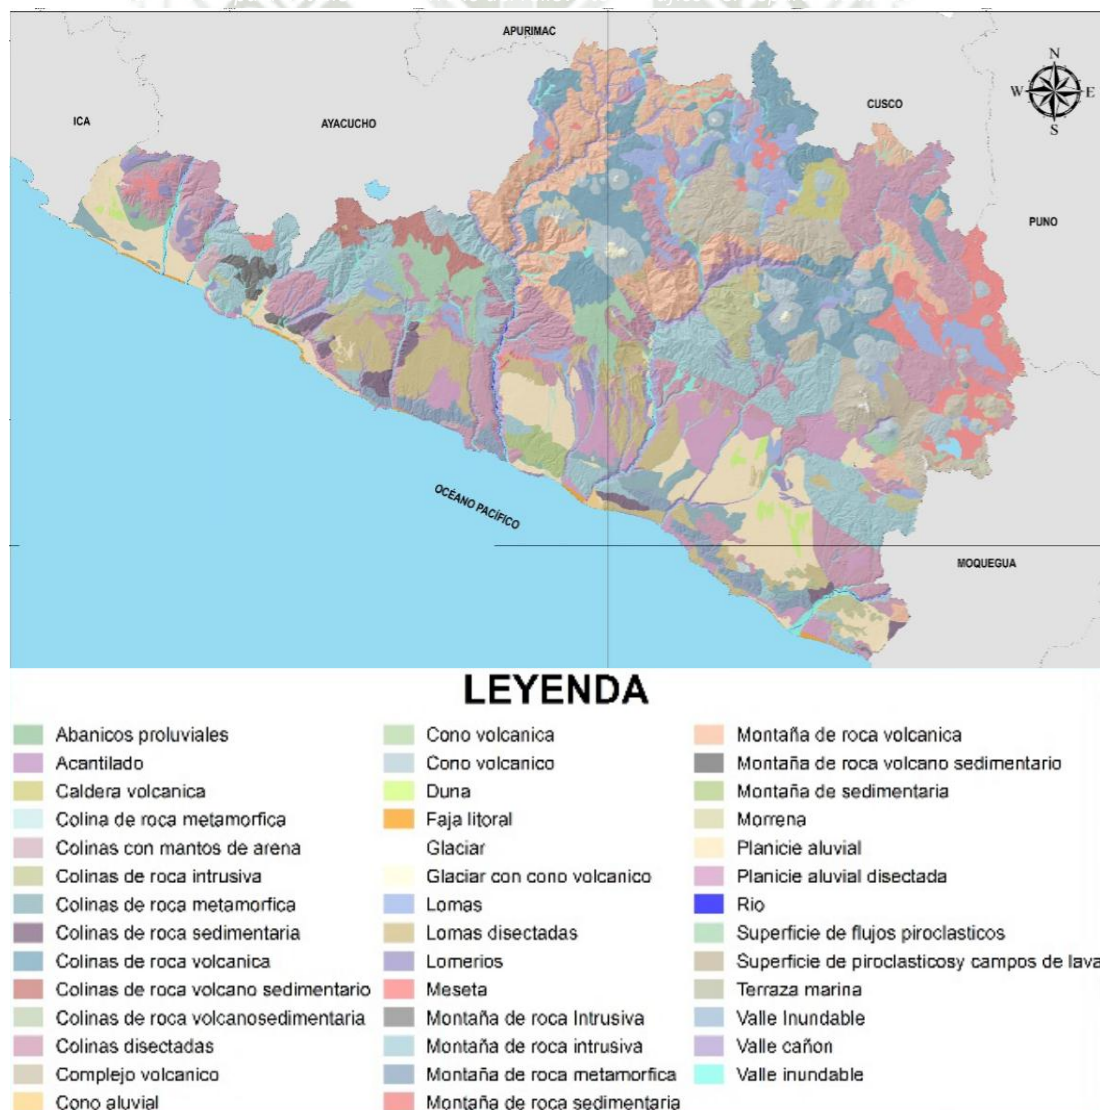 APURIMAC
N
W
E
S
CUSCO
ICA
AYACUCHO
PUNO
OCÉANO PACÍFICO
MOQUEGUA
LEYENDA
Abanicos proluviales
Acantilado
Caldera volcanica
Colina de roca metamorfica
Colinas con mantos de arena
Colinas de roca intrusiva
Colinas de roca metamorfica
Colinas de roca sedimentaria
Colinas de roca volcanica
Colinas de roca volcano sedimentario
Colinas de roca volcanosedimentaria
Colinas disectadas
Complejo volcanico
Cono aluvial
Cono volcanica
Cono volcanico
Duna
Faja litoral
Glaciar
Glaciar con cono volcanico
Lomas
Lomas disectadas
Lomerios
Meseta
Montaña de roca Intrusiva
Montaña de roca intrusiva
Montaña de roca metamorfica
Montaña de roca sedimentaria
Montaña de roca volcanica
Montaña de roca volcano sedimentario
Montaña de sedimentaria
Morrena
Planicie aluvial
Planicie aluvial disectada
Rio
Superficie de flujos piroclasticos
Superficie de piroclasticosy campos de lava
Terraza marina
Valle Inundable
Valle cañon
Valle inundable